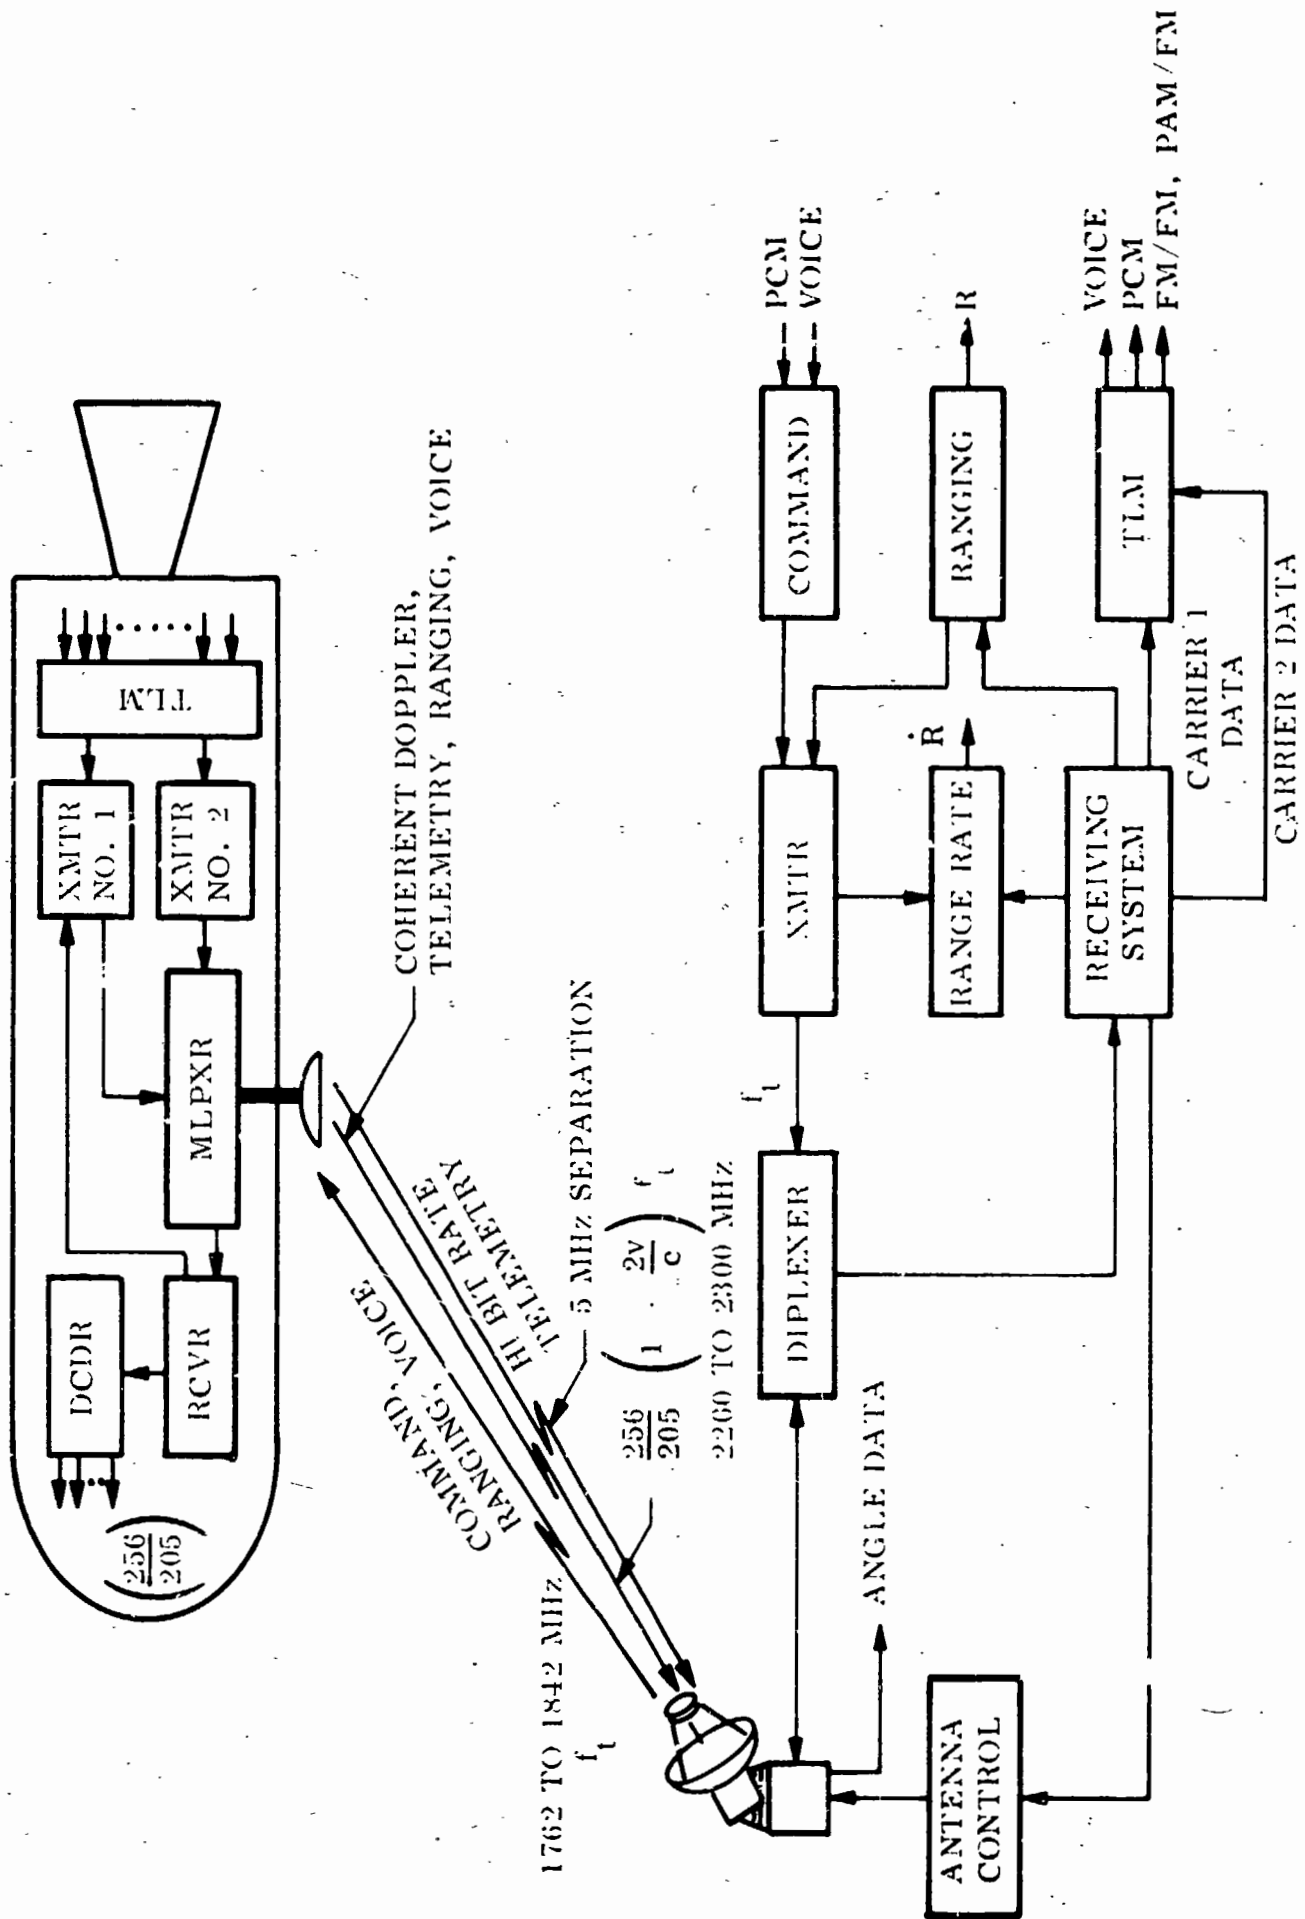 (256/205)
DCDR
RCVR
MLPXR
XMTR
NO. 1
XMTR
NO. 2
TLM
COMMAND, VOICE
RANGING, VOICE
HI BIT RATE
TELEMETRY
COHERENT DOPPLER,
TELEMETRY, RANGING, VOICE
1762 TO 1842 MHz
f_t
5 MHz SEPARATION
256/205 (1 · 2v/c) f_t
2200 TO 2300 MHz
ANGLE DATA
ANTENNA
CONTROL
DIPLEXER
f_t
XMTR
COMMAND
PCM
VOICE
RANGE RATE
Ṙ
RANGING
R
RECEIVING
SYSTEM
CARRIER 1
DATA
TLM
VOICE
PCM
FM/FM, PAM/FM
CARRIER 2 DATA